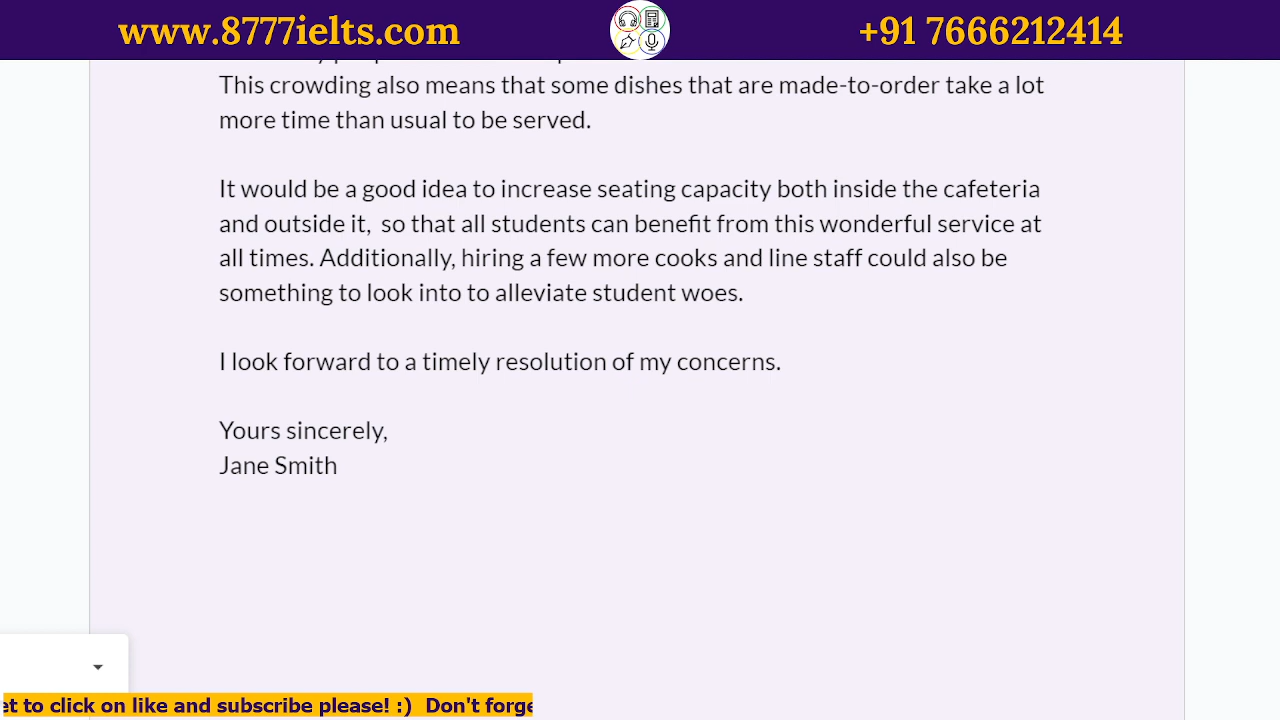 www.8777ielts.com
+91 7666212414
This crowding also means that some dishes that are made-to-order take a lot
more time than usual to be served.
It would be a good idea to increase seating capacity both inside the cafeteria
and outside it,  so that all students can benefit from this wonderful service at
all times. Additionally, hiring a few more cooks and line staff could also be
something to look into to alleviate student woes.
I look forward to a timely resolution of my concerns.
Yours sincerely,
Jane Smith
et to click on like and subscribe please! :)  Don't forge